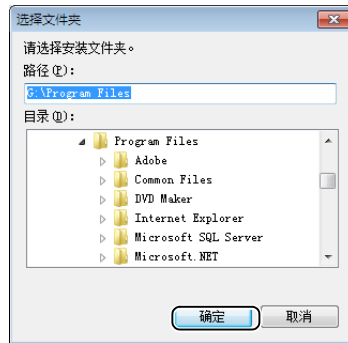 选择文件夹
请选择安装文件夹。
路径(P):
G:\Program Files
目录(D):
Program Files
Adobe
Common Files
DVD Maker
Internet Explorer
Microsoft SQL Server
Microsoft.NET
确定
取消